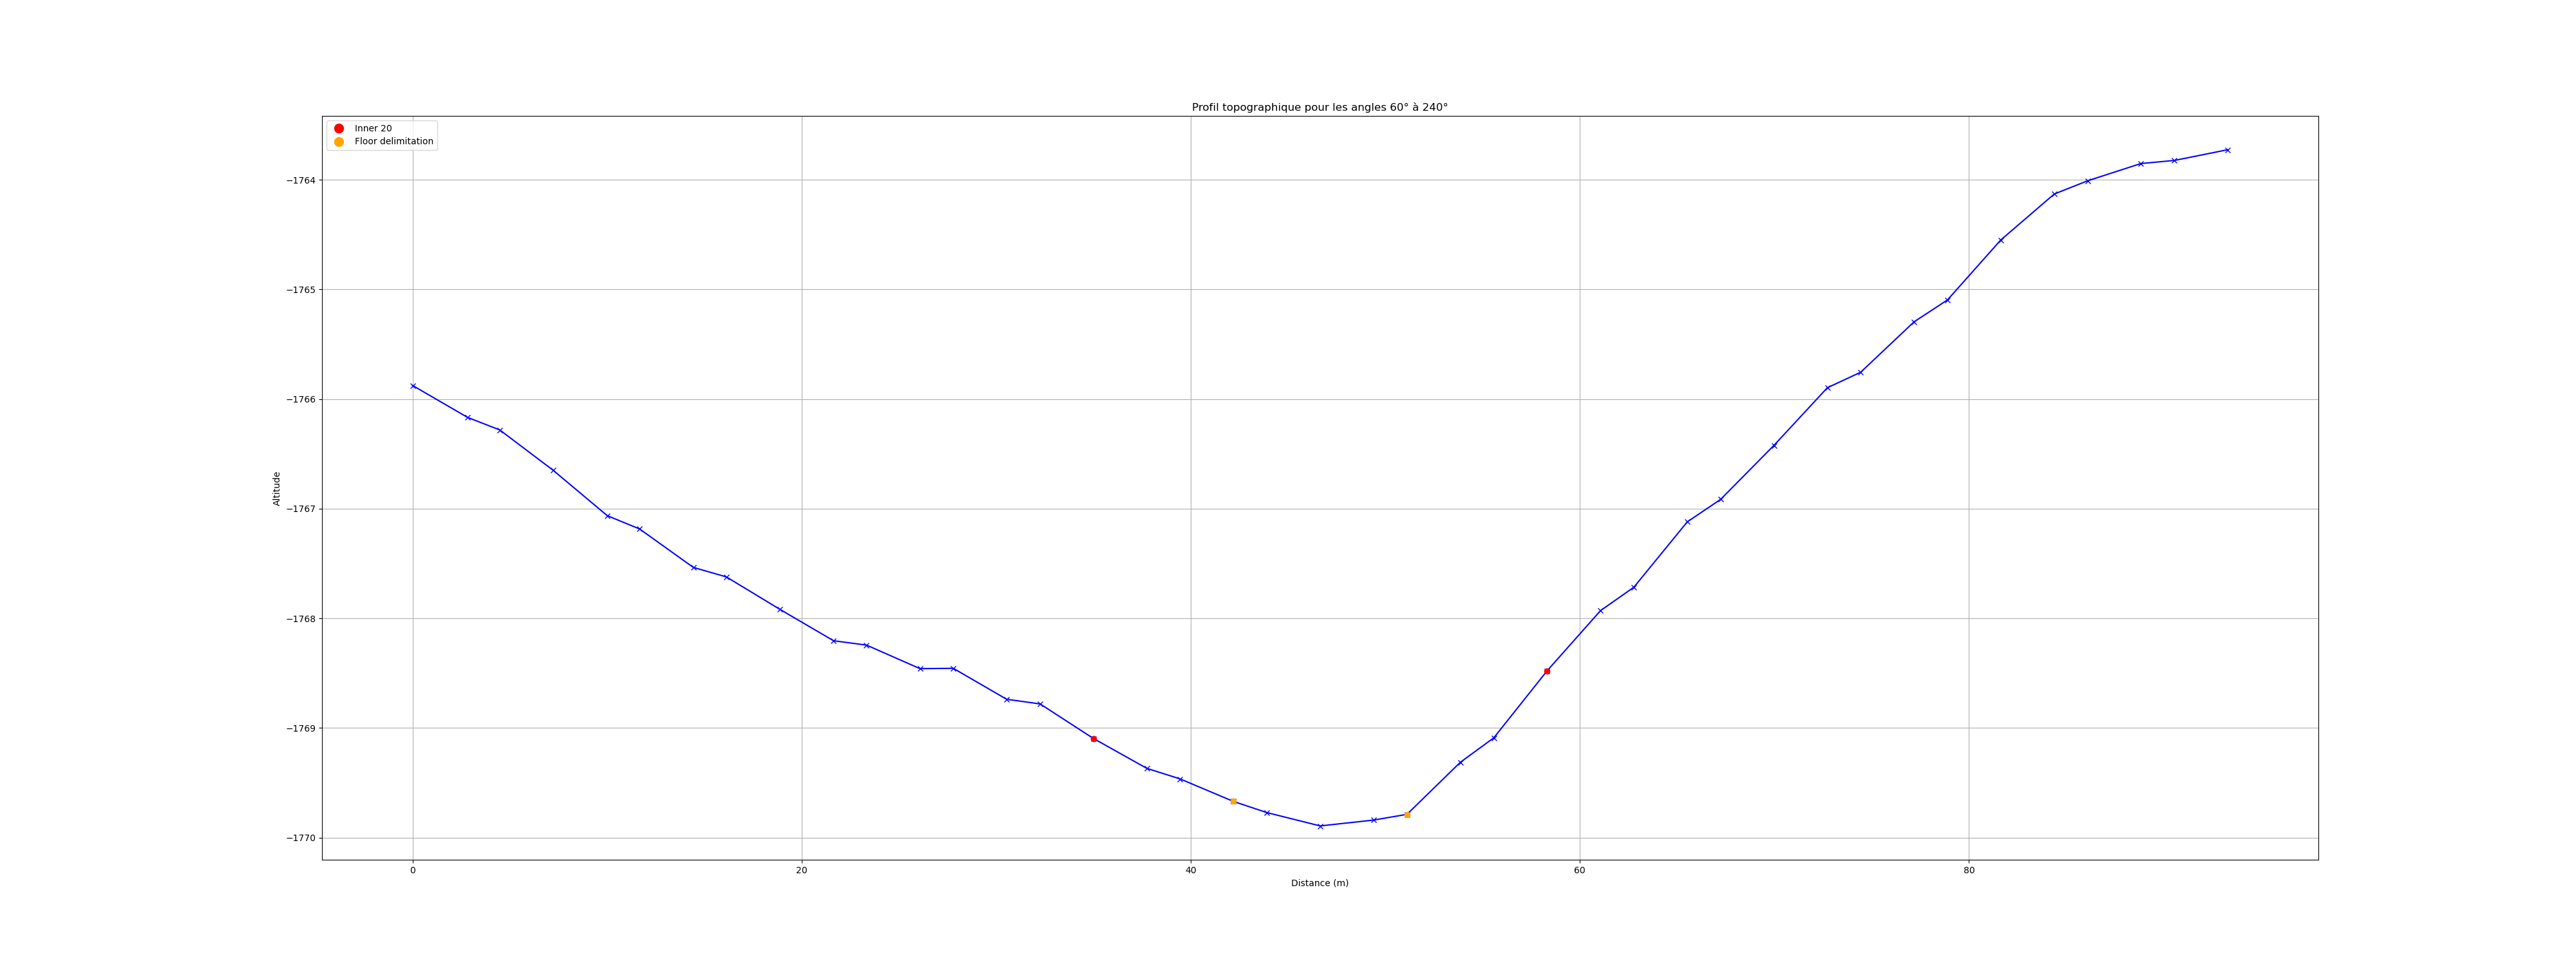 Profil topographique pour les angles 60° à 240°
Inner 20
Floor delimitation
−1764
−1765
−1766
−1767
−1768
−1769
−1770
Altitude
0 20 40 60 80
Distance (m)